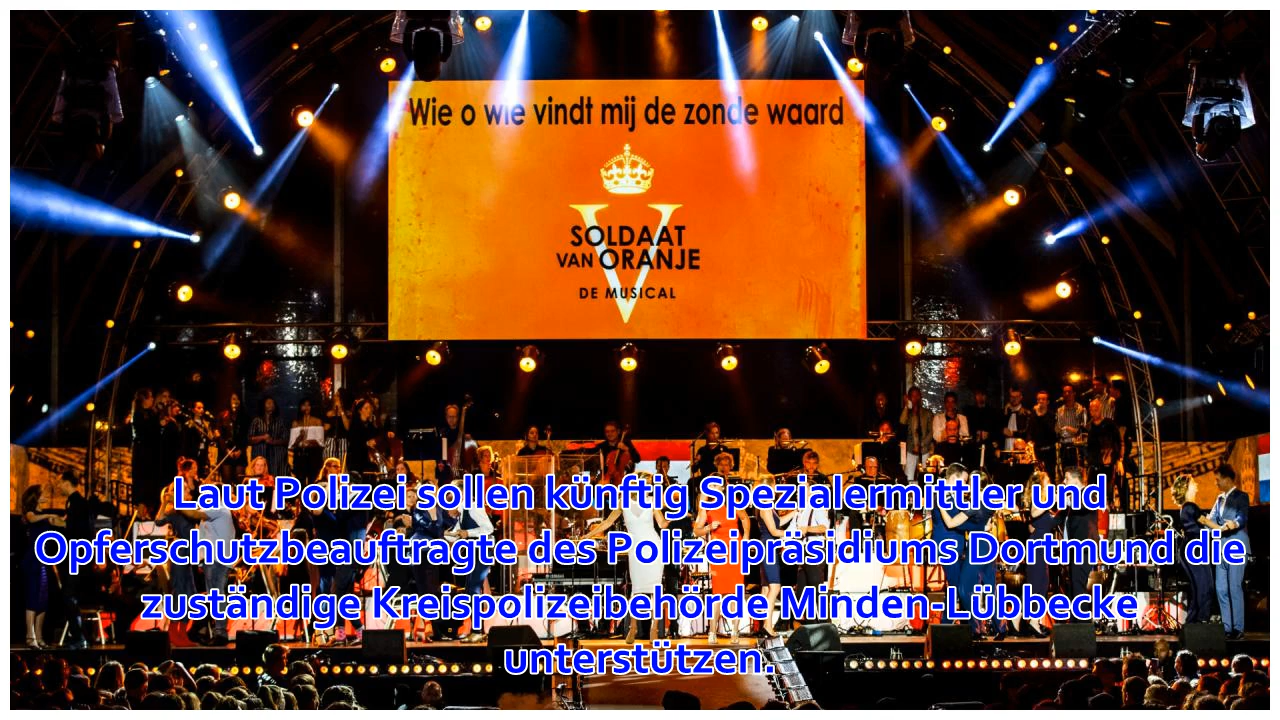 Wie o wie vindt mij de zonde waard
V
SOLDAAT
VAN ORANJE
DE MUSICAL
Laut Polizei sollen künftig Spezialermittler und
Opferschutzbeauftragte des Polizeipräsidiums Dortmund die
zuständige Kreispolizeibehörde Minden-Lübbecke
unterstützen.